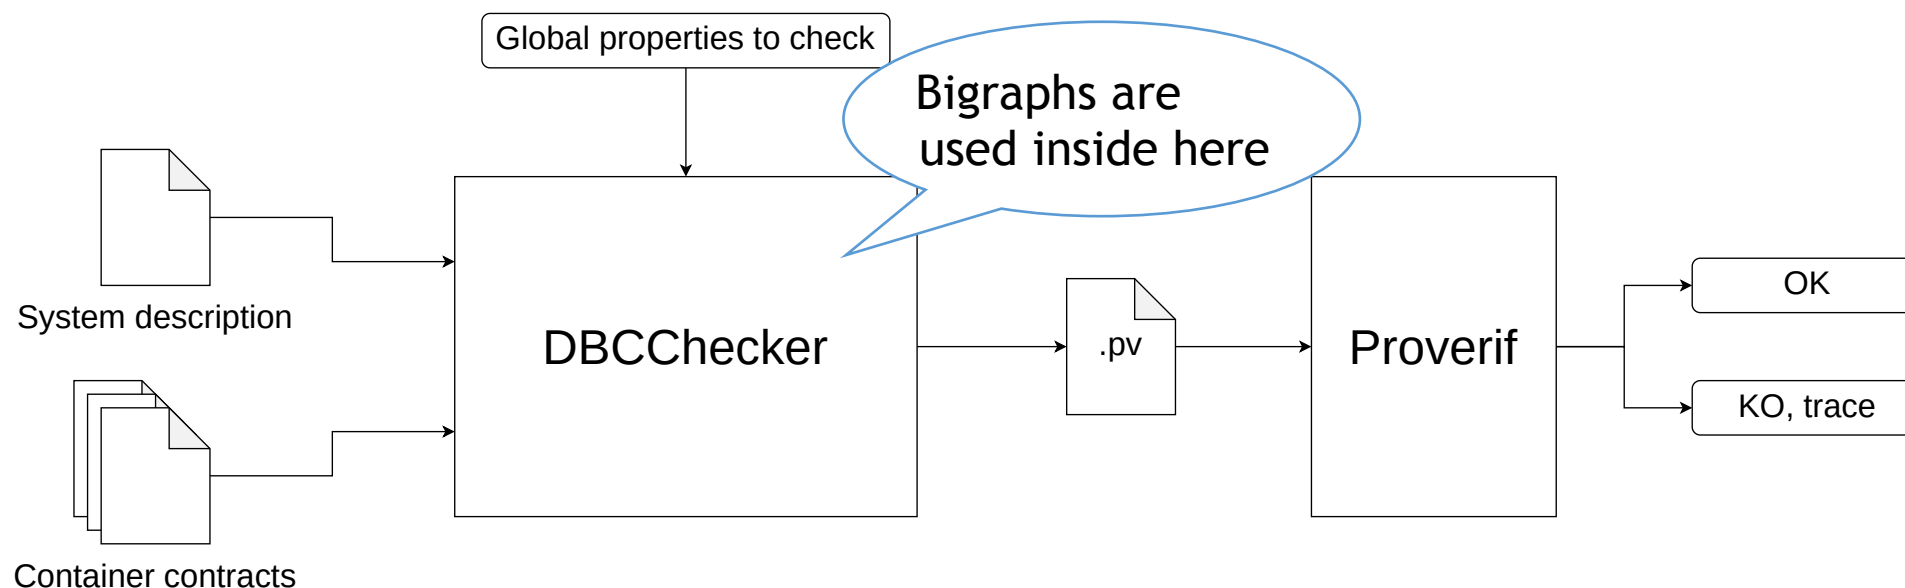 Global properties to check
Bigraphs are
used inside here
System description
DBCChecker
.pv
Proverif
OK
KO, trace
Container contracts